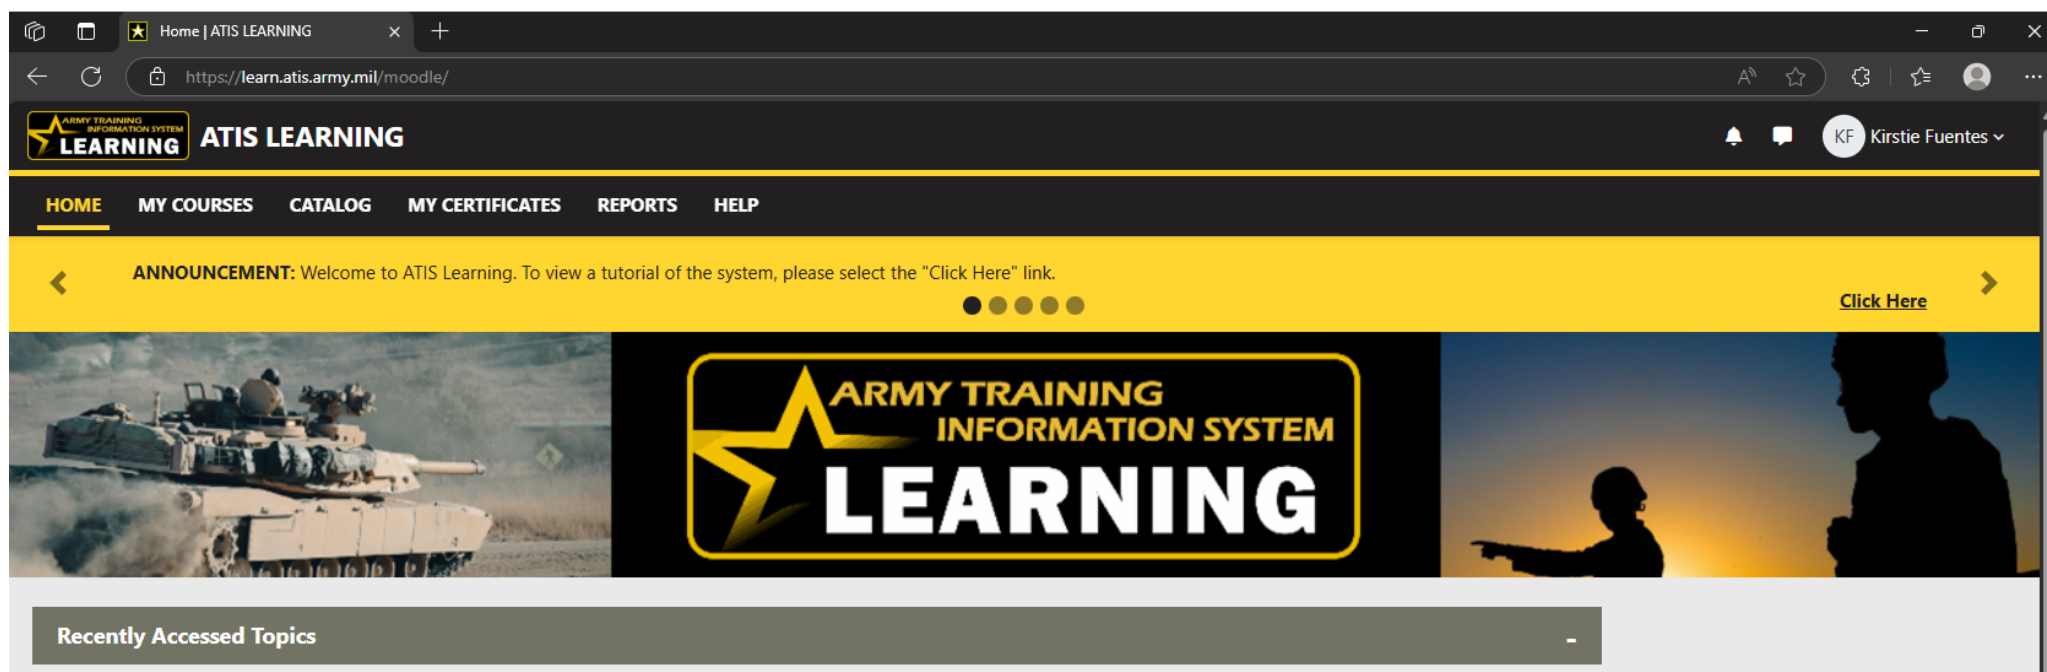 Home | ATIS LEARNING
https://learn.atis.army.mil/moodle/
ARMY TRAINING
INFORMATION SYSTEM
LEARNING
ATIS LEARNING
KF Kirstie Fuentes
HOME MY COURSES CATALOG MY CERTIFICATES REPORTS HELP
ANNOUNCEMENT: Welcome to ATIS Learning. To view a tutorial of the system, please select the "Click Here" link.
Click Here
ARMY TRAINING
INFORMATION SYSTEM
LEARNING
Recently Accessed Topics -